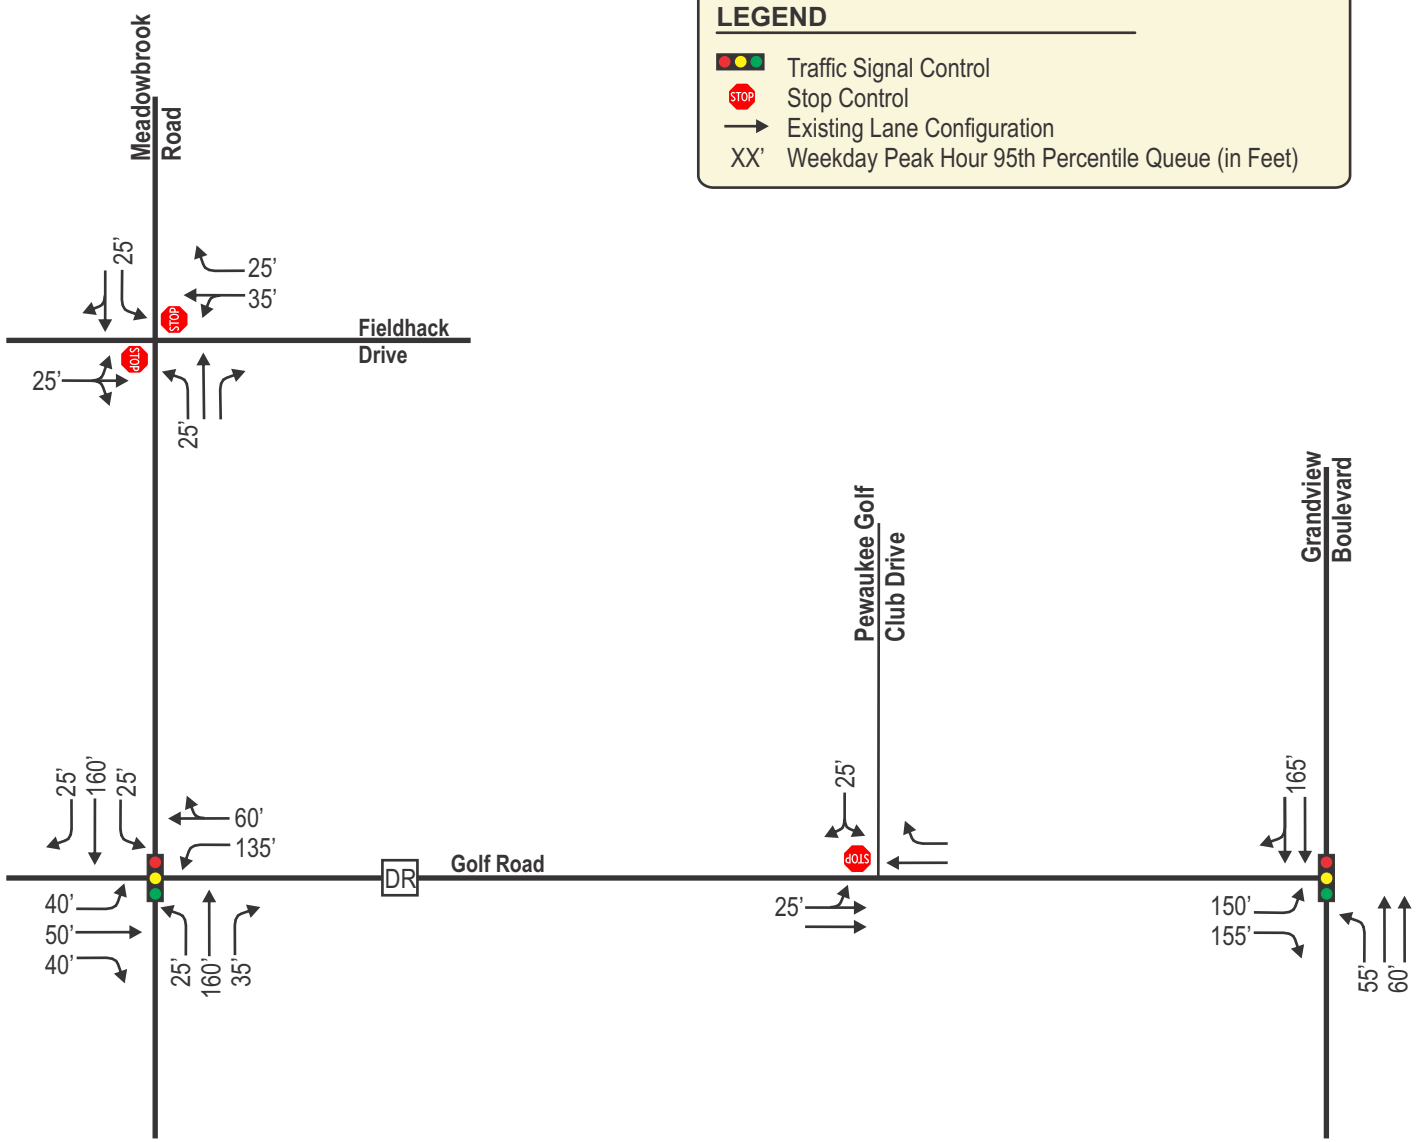 LEGEND
Traffic Signal Control
STOP
Stop Control
Existing Lane Configuration
XX' Weekday Peak Hour 95th Percentile Queue (in Feet)
Meadowbrook
Road
25'
25'
35'
STOP
Fieldhack
Drive
STOP
25'
25'
Pewaukee Golf
Club Drive
Grandview
Boulevard
25'
160'
25'
60'
135'
DR
Golf Road
40'
50'
40'
25'
160'
35'
25'
STOP
25'
165'
150'
155'
55'
60'